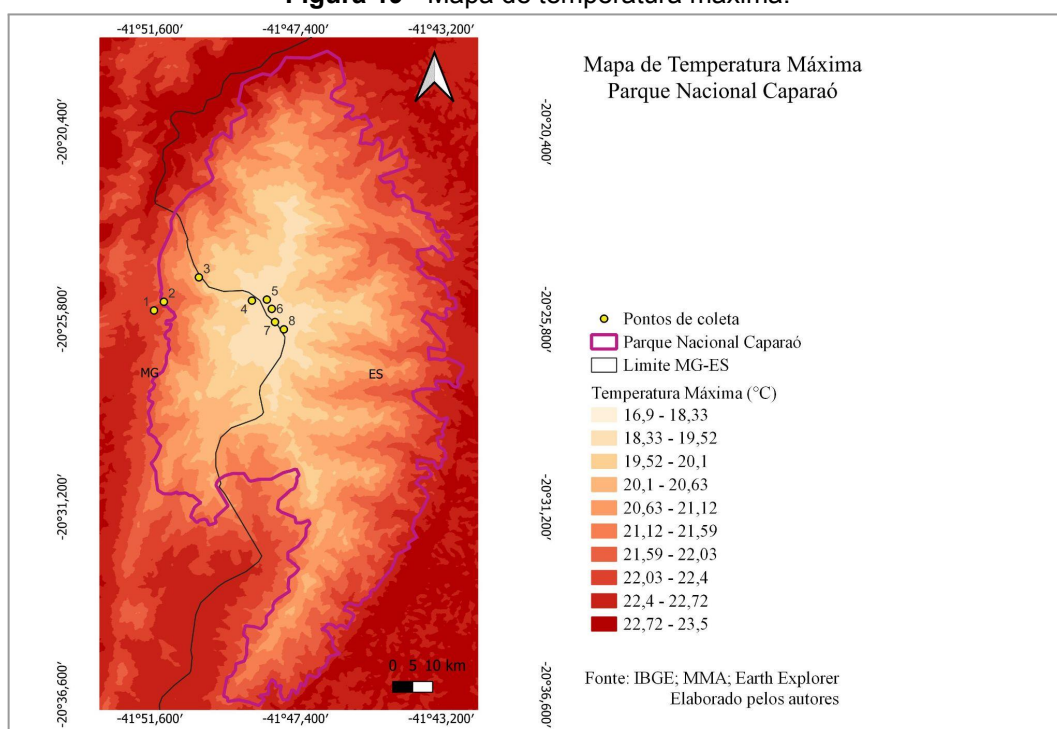 -41°51,600' -41°47,400' -41°43,200'
Mapa de Temperatura Máxima
Parque Nacional Caparaó
-20°20,400' -20°20,400'
3
5
1 2
4 6
7 8
-20°25,800' -20°25,800'
MG ES
Pontos de coleta
Parque Nacional Caparaó
Limite MG-ES
Temperatura Máxima (°C)
16,9 - 18,33
18,33 - 19,52
19,52 - 20,1
20,1 - 20,63
20,63 - 21,12
21,12 - 21,59
21,59 - 22,03
22,03 - 22,4
22,4 - 22,72
22,72 - 23,5
-20°31,200' -20°31,200'
0 5 10 km
-20°36,600' -20°36,600'
Fonte: IBGE; MMA; Earth Explorer
Elaborado pelos autores
-41°51,600' -41°47,400' -41°43,200'